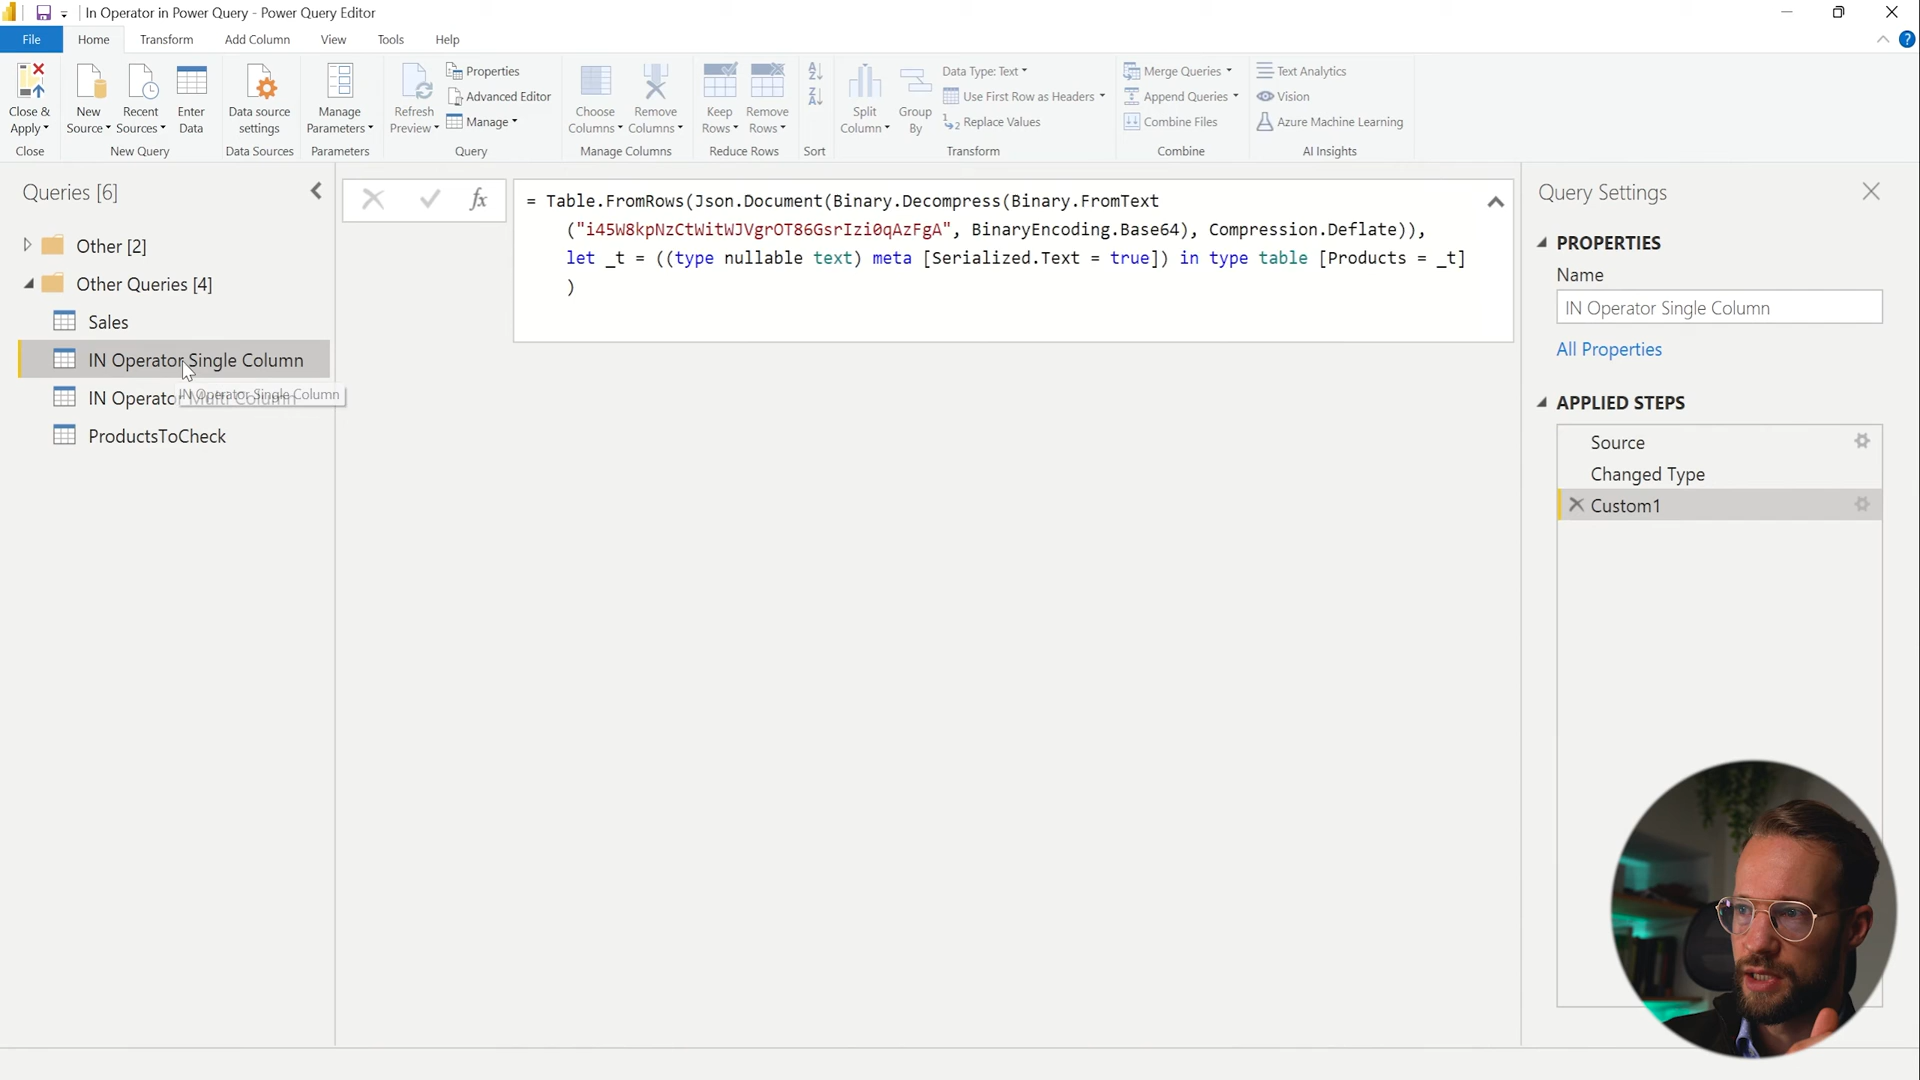 In Operator in Power Query - Power Query Editor
File Home Transform Add Column View Tools Help
Close & Apply
New Source
Recent Sources
Enter Data
Data source settings
Manage Parameters
Refresh Preview
Properties
Advanced Editor
Manage
Choose Columns
Remove Columns
Keep Rows
Remove Rows
Split Column
Group By
Data Type: Text
Use First Row as Headers
Replace Values
Merge Queries
Append Queries
Combine Files
Text Analytics
Vision
Azure Machine Learning
Close New Query Data Sources Parameters Query Manage Columns Reduce Rows Sort Transform Combine AI Insights
Queries [6]
Other [2]
Other Queries [4]
Sales
IN Operator Single Column
IN Operator Multi Column
IN Operator Single Column
ProductsToCheck
fx
= Table.FromRows(Json.Document(Binary.Decompress(Binary.FromText
("i45W8kpNzCtWitWJVgrOT86GsrIzi0qAzFgA", BinaryEncoding.Base64), Compression.Deflate)),
let _t = ((type nullable text) meta [Serialized.Text = true]) in type table [Products = _t]
)
Query Settings
PROPERTIES
Name
IN Operator Single Column
All Properties
APPLIED STEPS
Source
Changed Type
Custom1